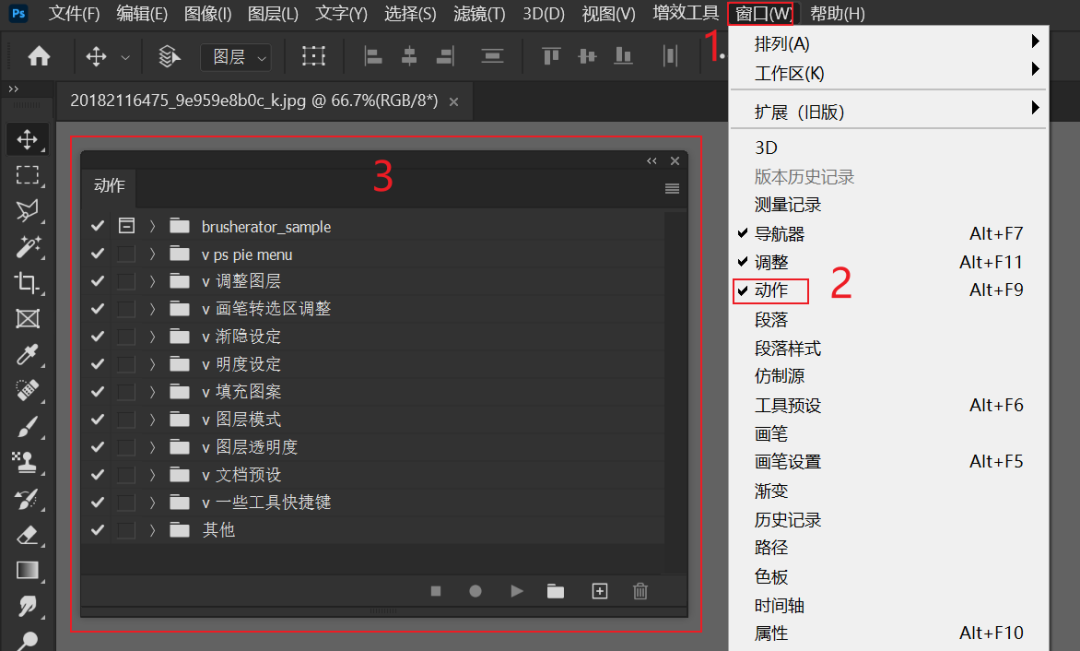 Ps 文件(F) 编辑(E) 图像(I) 图层(L) 文字(Y) 选择(S) 滤镜(T) 3D(D) 视图(V) 增效工具 窗口(W) 帮助(H)
图层
1
20182116475_9e959e8b0c_k.jpg @ 66.7%(RGB/8*) ×
3
动作
brusherator_sample
v ps pie menu
v 调整图层
v 画笔转选区调整
v 渐隐设定
v 明度设定
v 填充图案
v 图层模式
v 图层透明度
v 文档预设
v 一些工具快捷键
其他
排列(A)
工作区(K)
扩展（旧版）
3D
版本历史记录
测量记录
导航器 Alt+F7
调整 Alt+F11
动作 Alt+F9
2
段落
段落样式
仿制源
工具预设 Alt+F6
画笔
画笔设置 Alt+F5
渐变
历史记录
路径
色板
时间轴
属性 Alt+F10